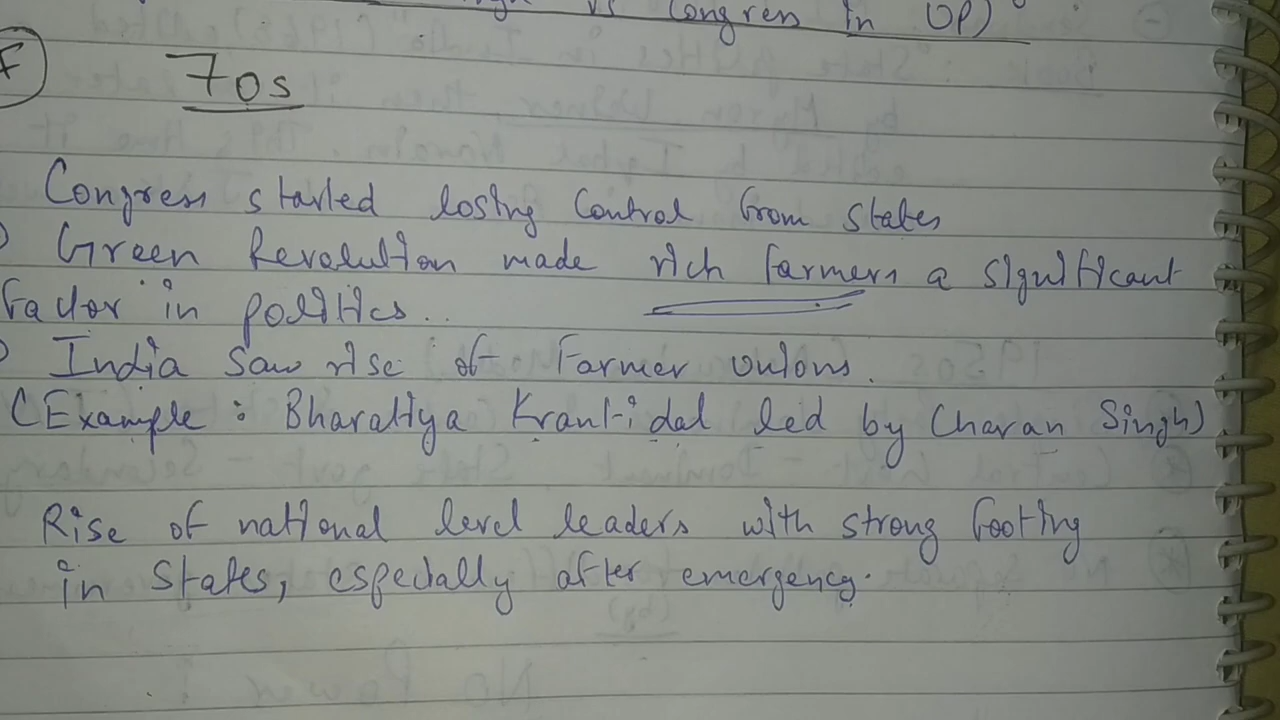 vs Congress in UP)
70s
Congress started losing control from states
Green Revolution made rich farmers a significant
factor in politics..
India saw rise of Farmer unions.
(Example : Bharatiya Kranti dal led by Charan Singh)
Rise of national level leaders with strong footing
in states, especially after emergency.